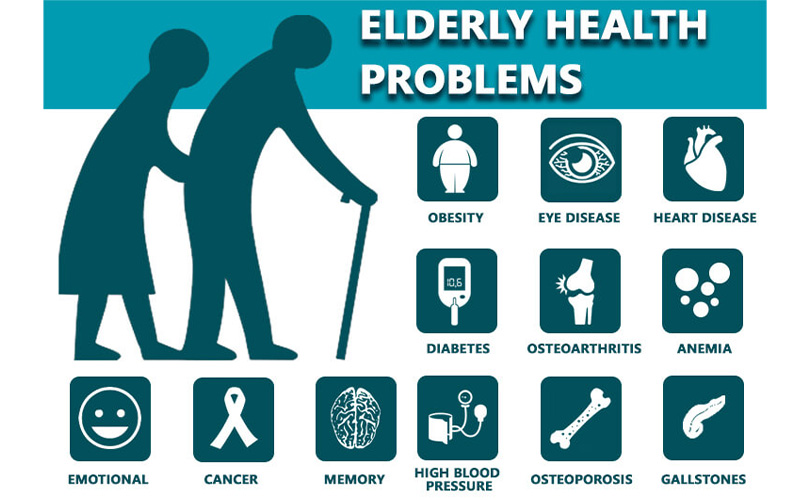 ELDERLY HEALTH
PROBLEMS
OBESITY
EYE DISEASE
HEART DISEASE
10,6
DIABETES
OSTEOARTHRITIS
ANEMIA
EMOTIONAL
CANCER
MEMORY
HIGH BLOOD
PRESSURE
OSTEOPOROSIS
GALLSTONES